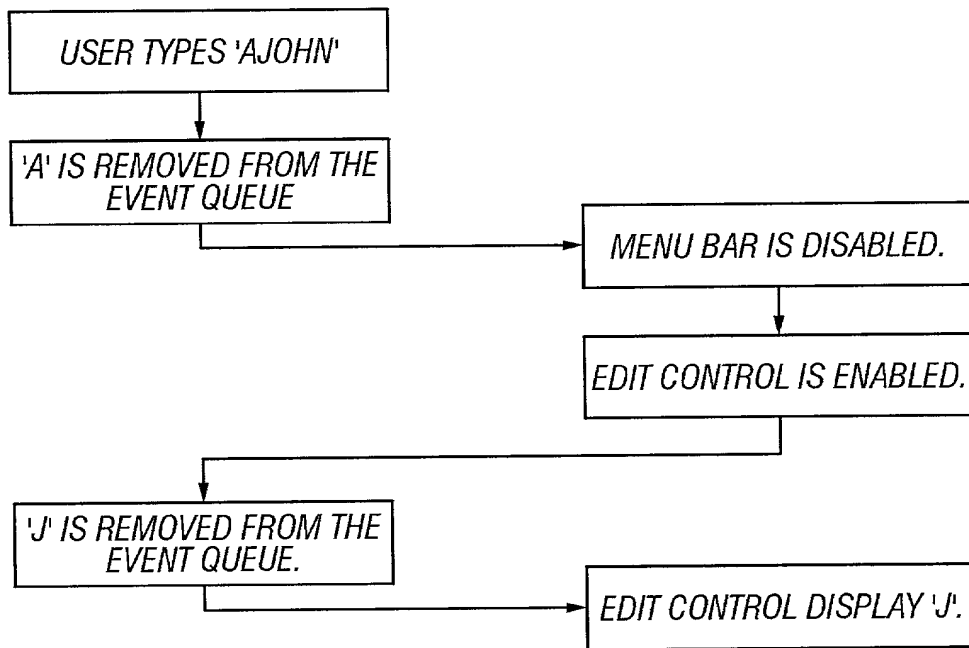 USER TYPES 'AJOHN'
'A' IS REMOVED FROM THE
EVENT QUEUE
MENU BAR IS DISABLED.
EDIT CONTROL IS ENABLED.
'J' IS REMOVED FROM THE
EVENT QUEUE.
EDIT CONTROL DISPLAY 'J'.